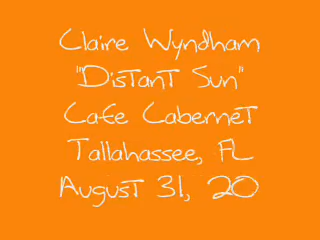 Claire Wyndham
"Distant Sun"
Cafe Cabernet
Tallahassee, FL
August 31, 20